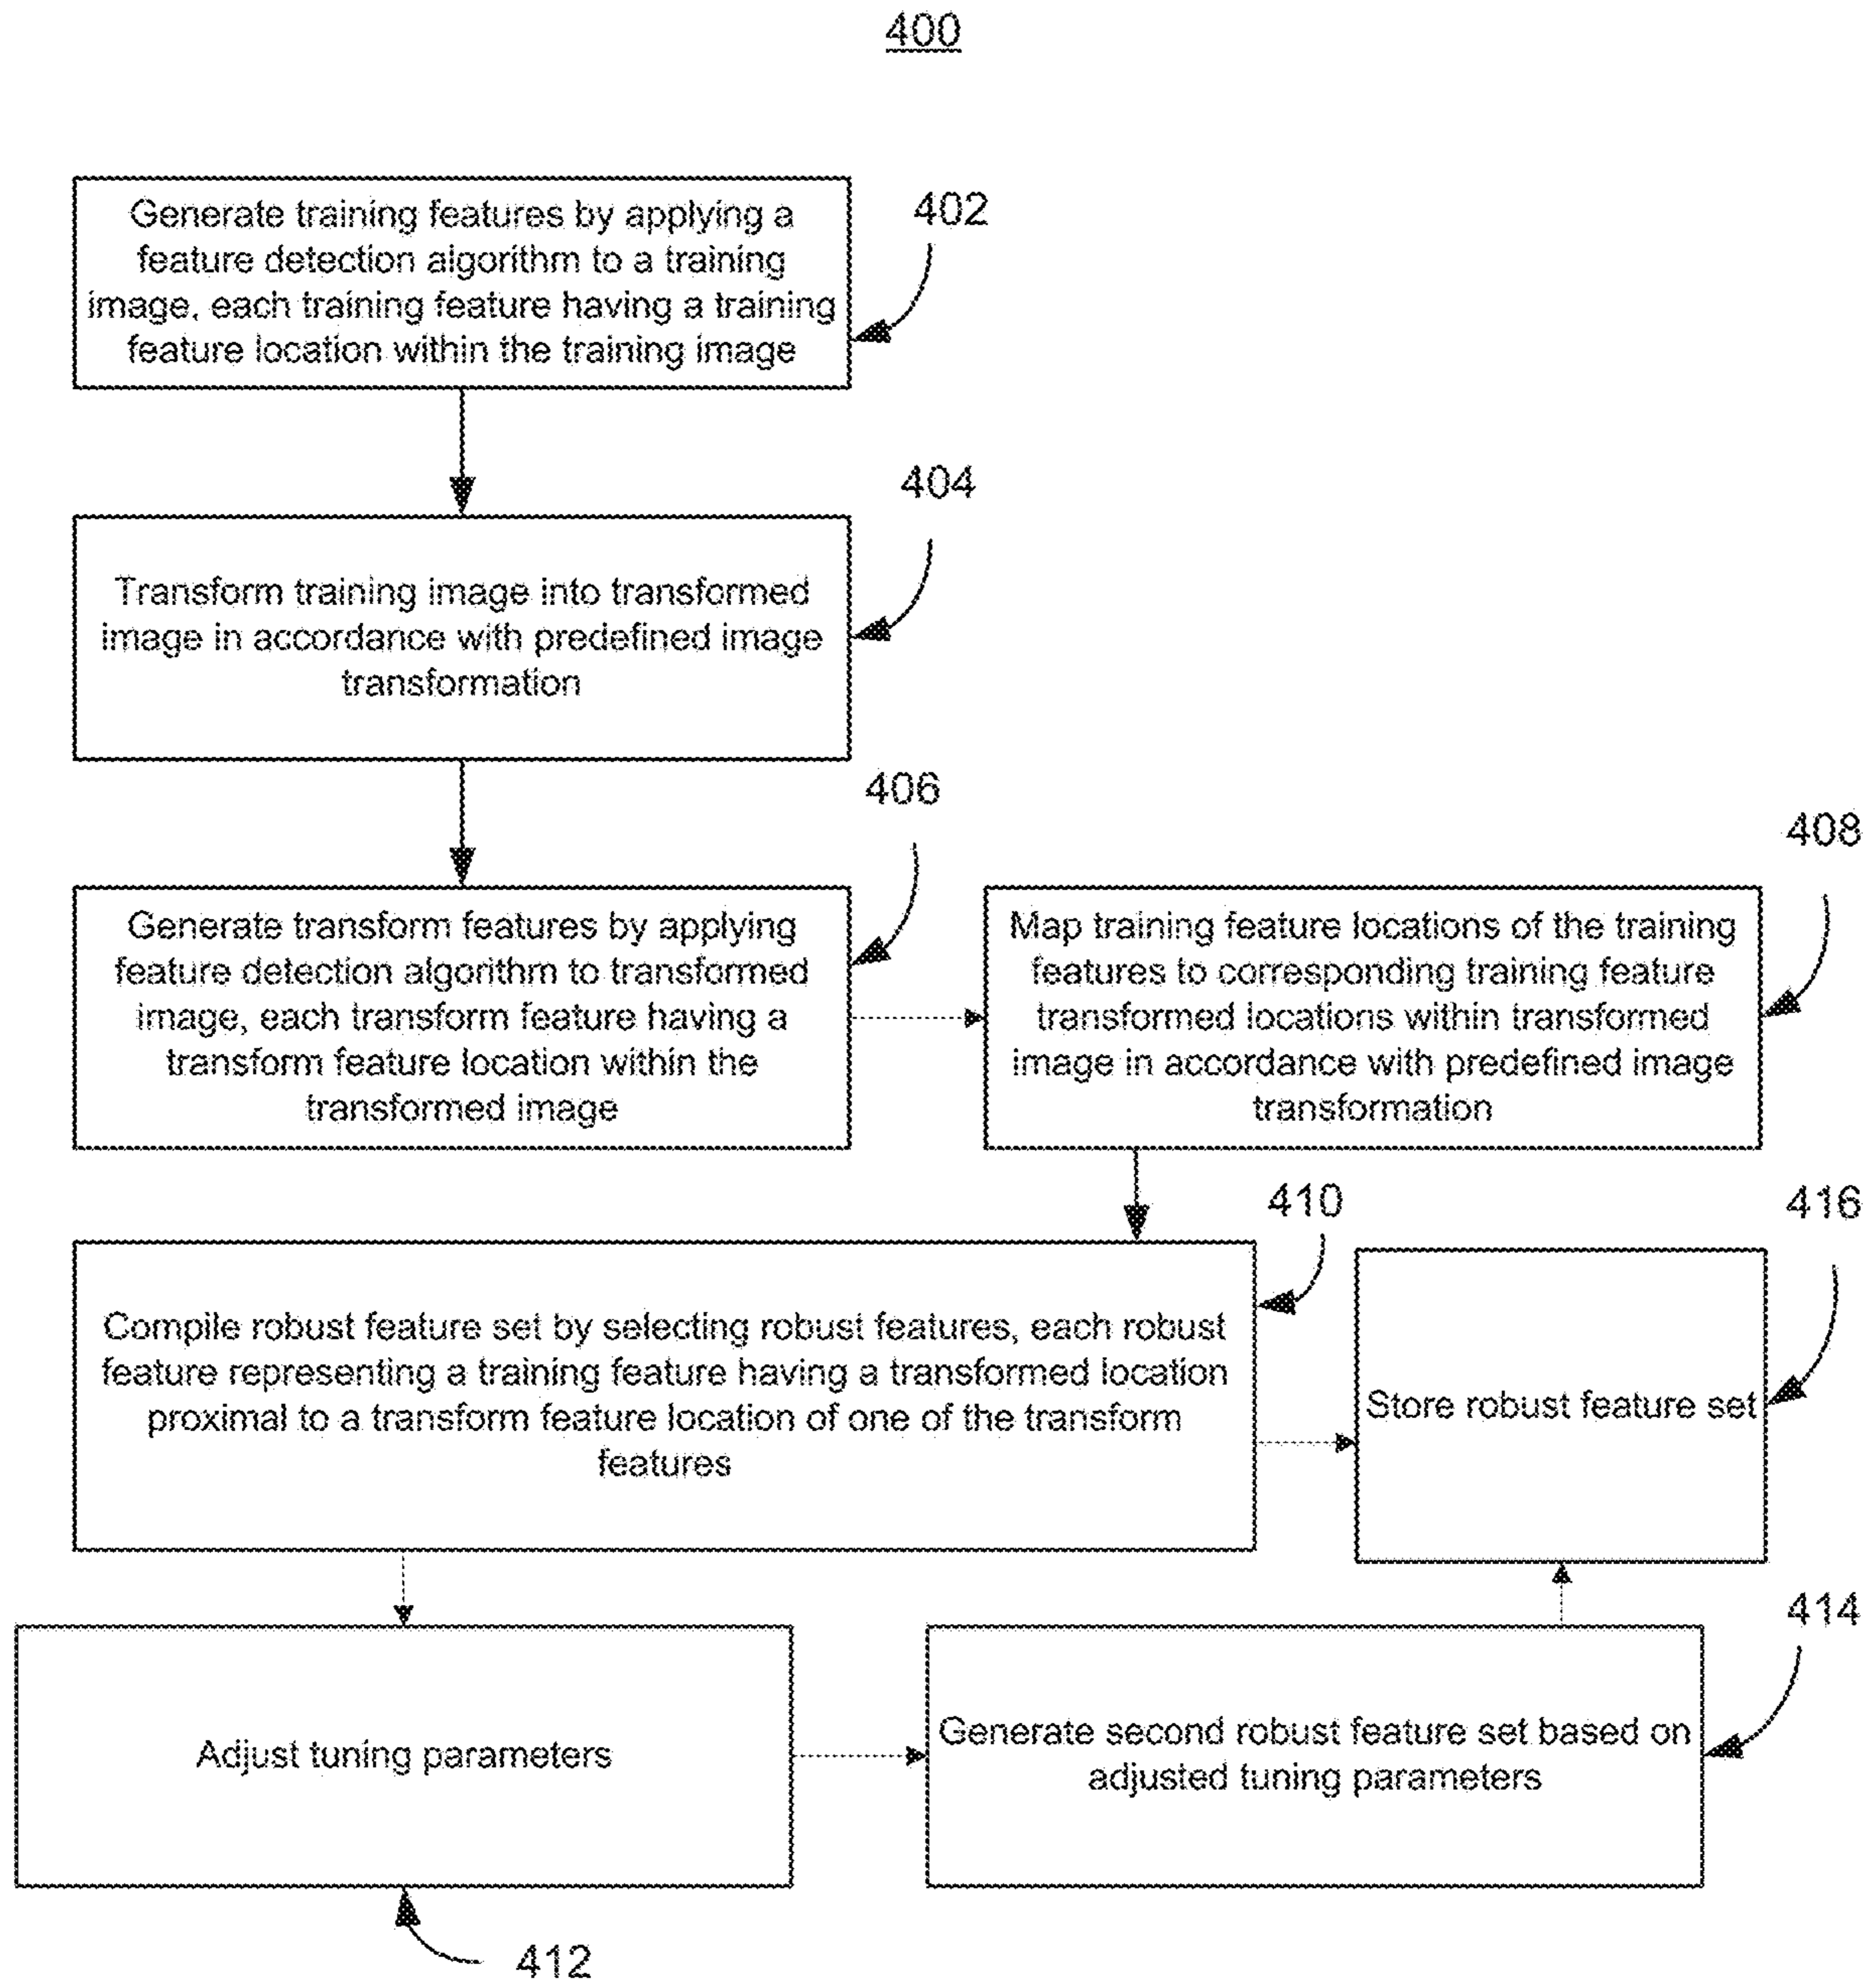 400
402
Generate training features by applying a
feature detection algorithm to a training
image, each training feature having a training
feature location within the training image
404
Transform training image into transformed
image in accordance with predefined image
transformation
406
Generate transform features by applying
feature detection algorithm to transformed
image, each transform feature having a
transform feature location within the
transformed image
408
Map training feature locations of the training
features to corresponding training feature
transformed locations within transformed
image in accordance with predefined image
transformation
410
Compile robust feature set by selecting robust features, each robust
feature representing a training feature having a transformed location
proximal to a transform feature location of one of the transform
features
416
Store robust feature set
Adjust tuning parameters
412
414
Generate second robust feature set based on
adjusted tuning parameters